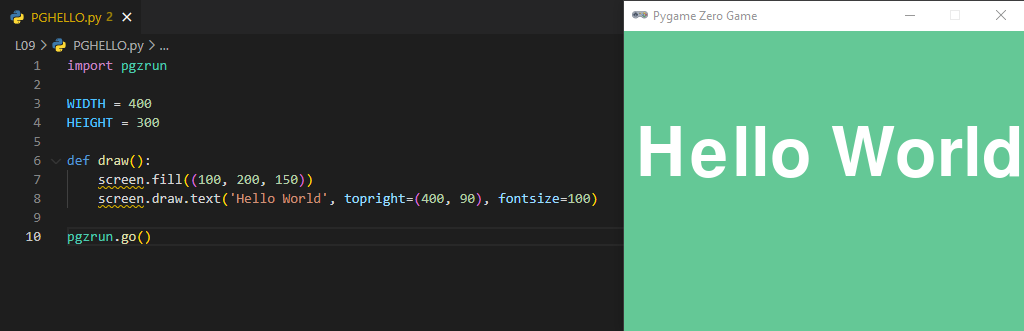 PGHELLO.py 2
L09 > PGHELLO.py > ...
1 import pgzrun
2
3 WIDTH = 400
4 HEIGHT = 300
5
6 def draw():
7 screen.fill((100, 200, 150))
8 screen.draw.text('Hello World', topright=(400, 90), fontsize=100)
9
10 pgzrun.go()
Pygame Zero Game
Hello World